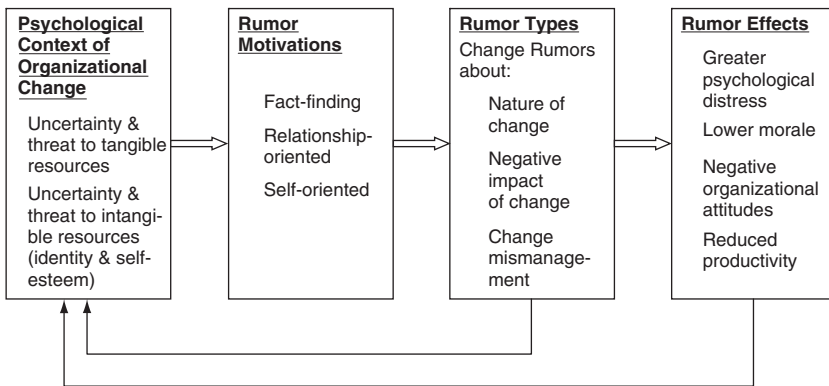 Psychological
Context of
Organizational
Change
Uncertainty &
threat to tangible
resources
Uncertainty &
threat to intangi-
ble resources
(identity & self-
esteem)
Rumor
Motivations
Fact-finding
Relationship-
oriented
Self-oriented
Rumor Types
Change Rumors
about:
Nature of
change
Negative
impact
of change
Change
mismanage-
ment
Rumor Effects
Greater
psychological
distress
Lower morale
Negative
organizational
attitudes
Reduced
productivity